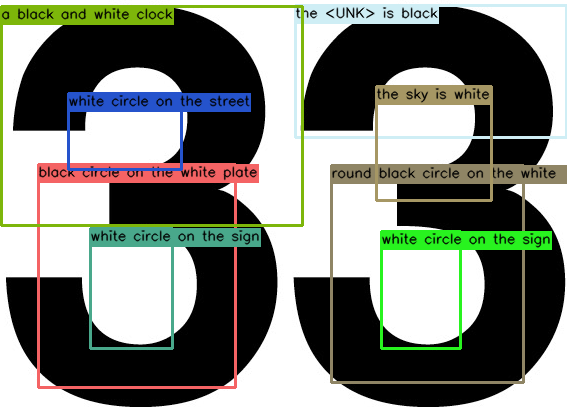 a black and white clock
the <UNK> is black
white circle on the street
the sky is white
black circle on the white plate
round black circle on the white
white circle on the sign
white circle on the sign
33